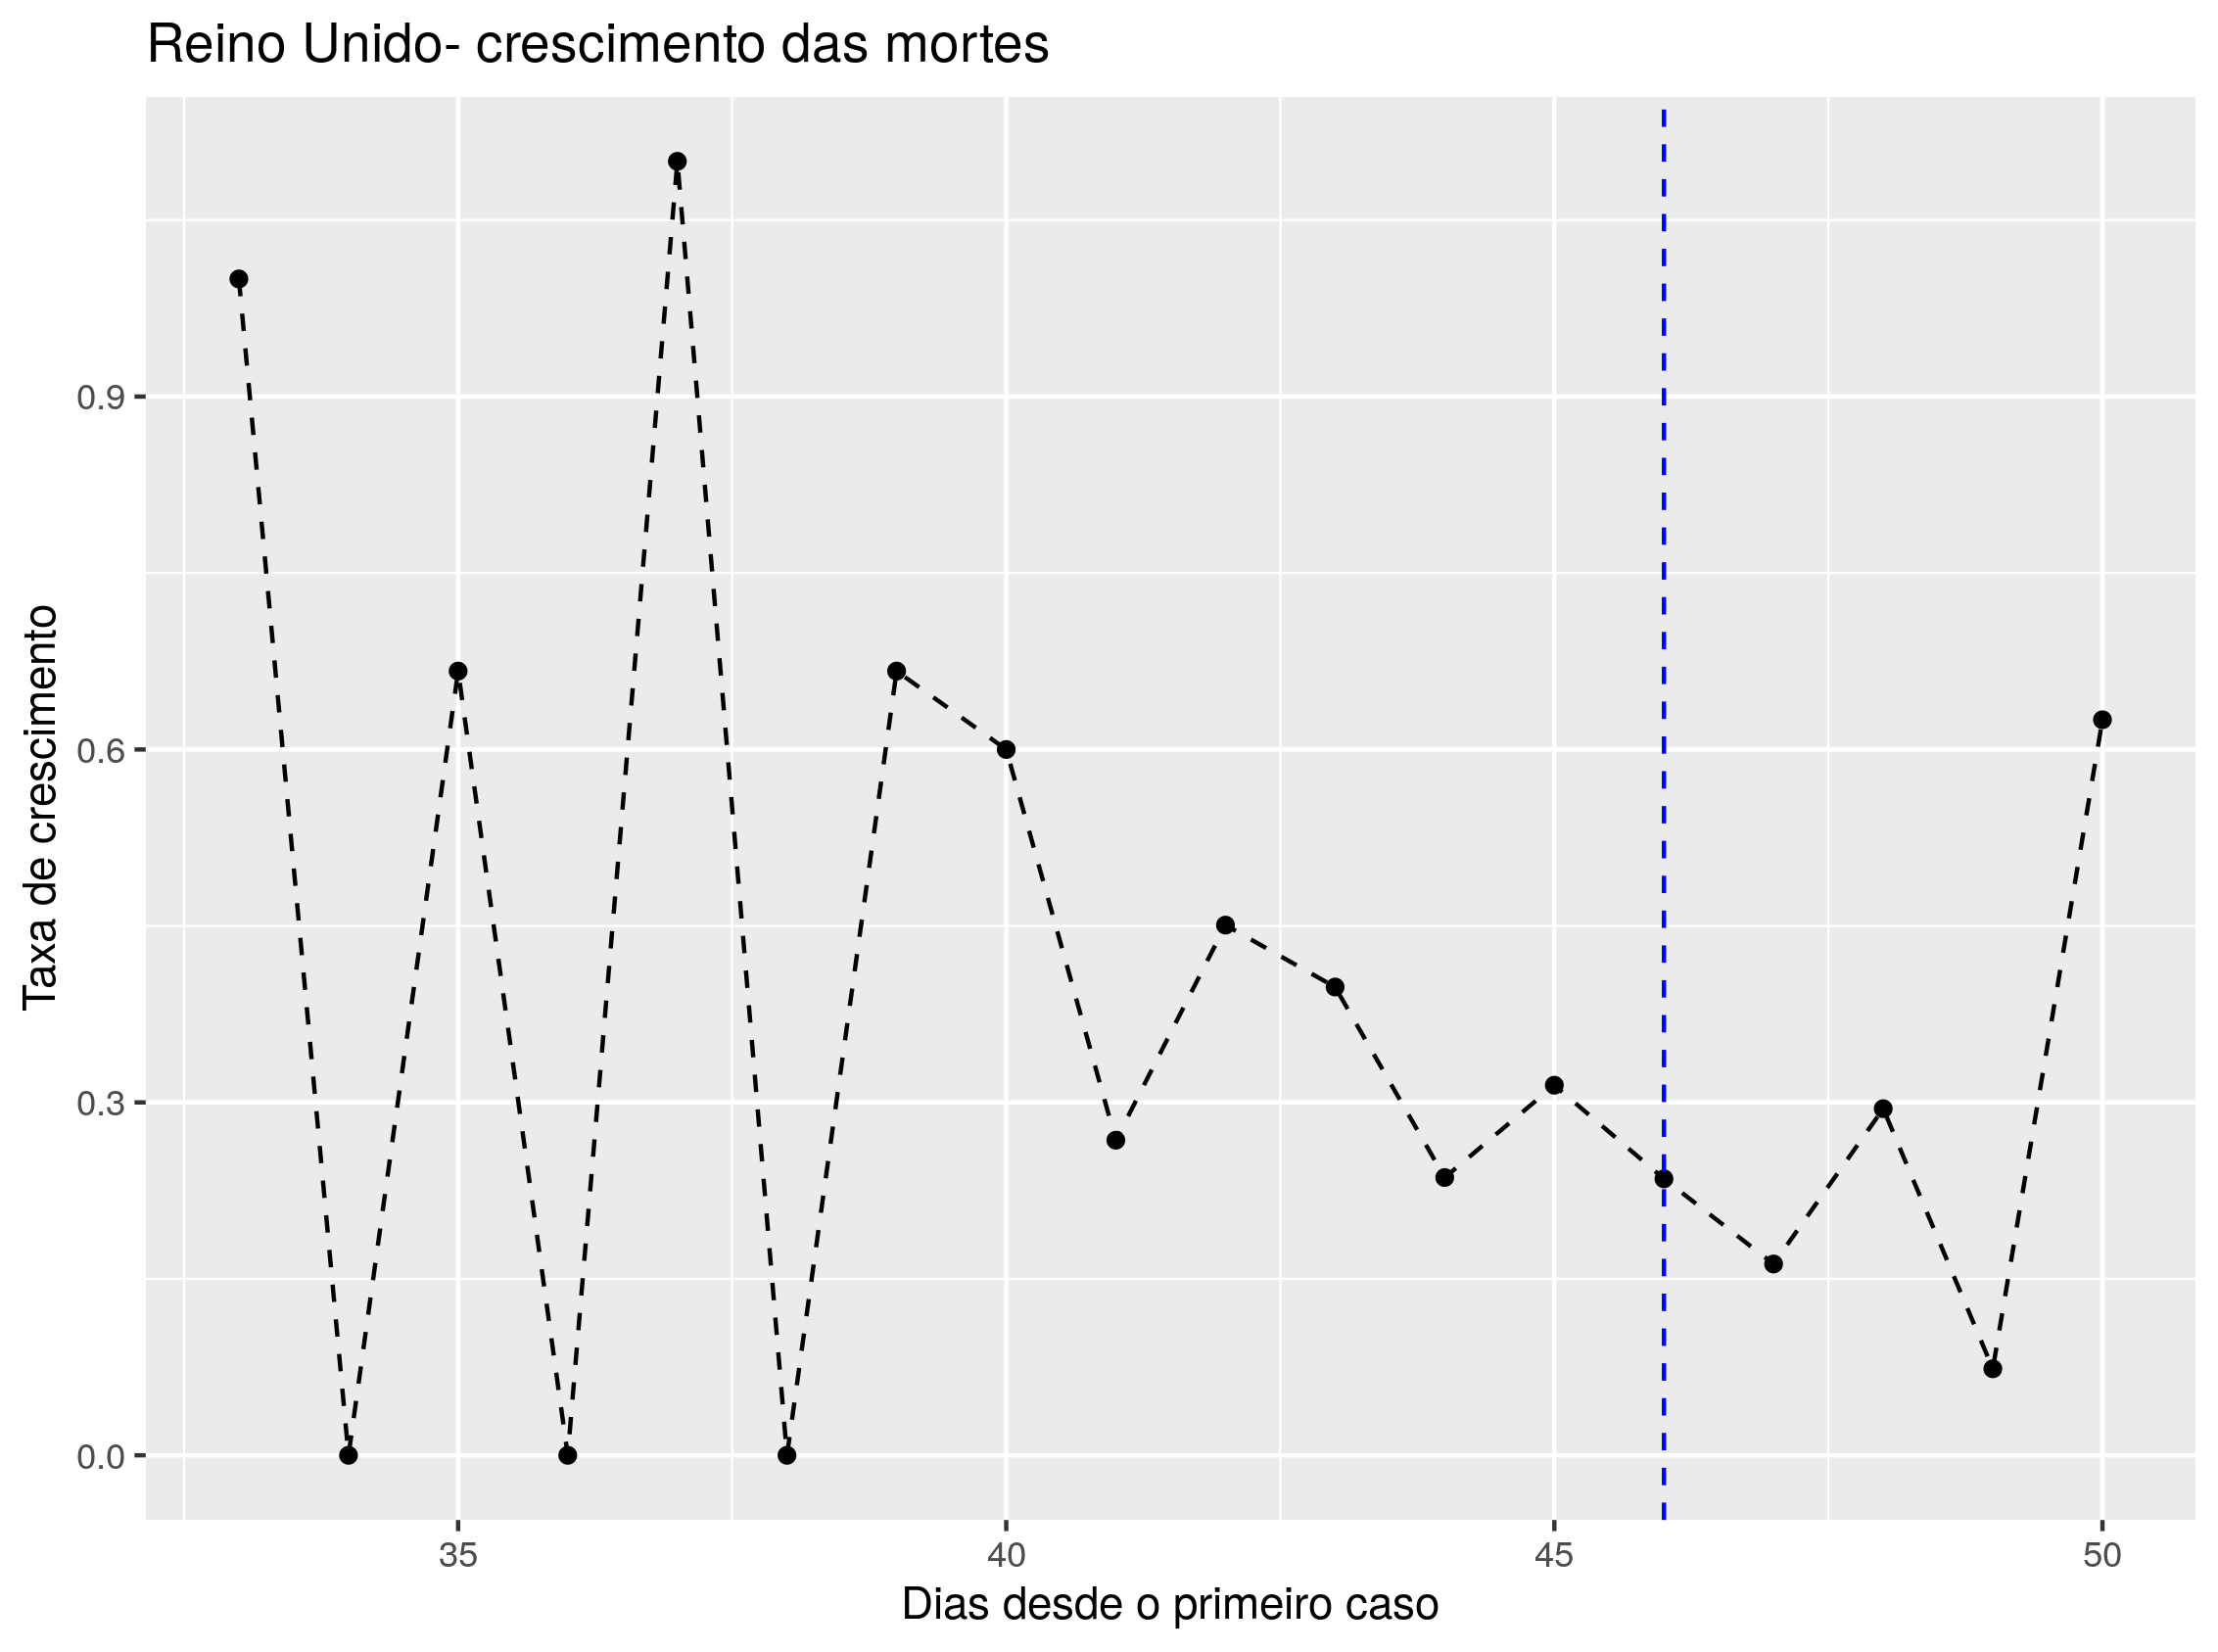 Reino Unido- crescimento das mortes
Taxa de crescimento
0.9
0.6
0.3
0.0
35
40
45
50
Dias desde o primeiro caso